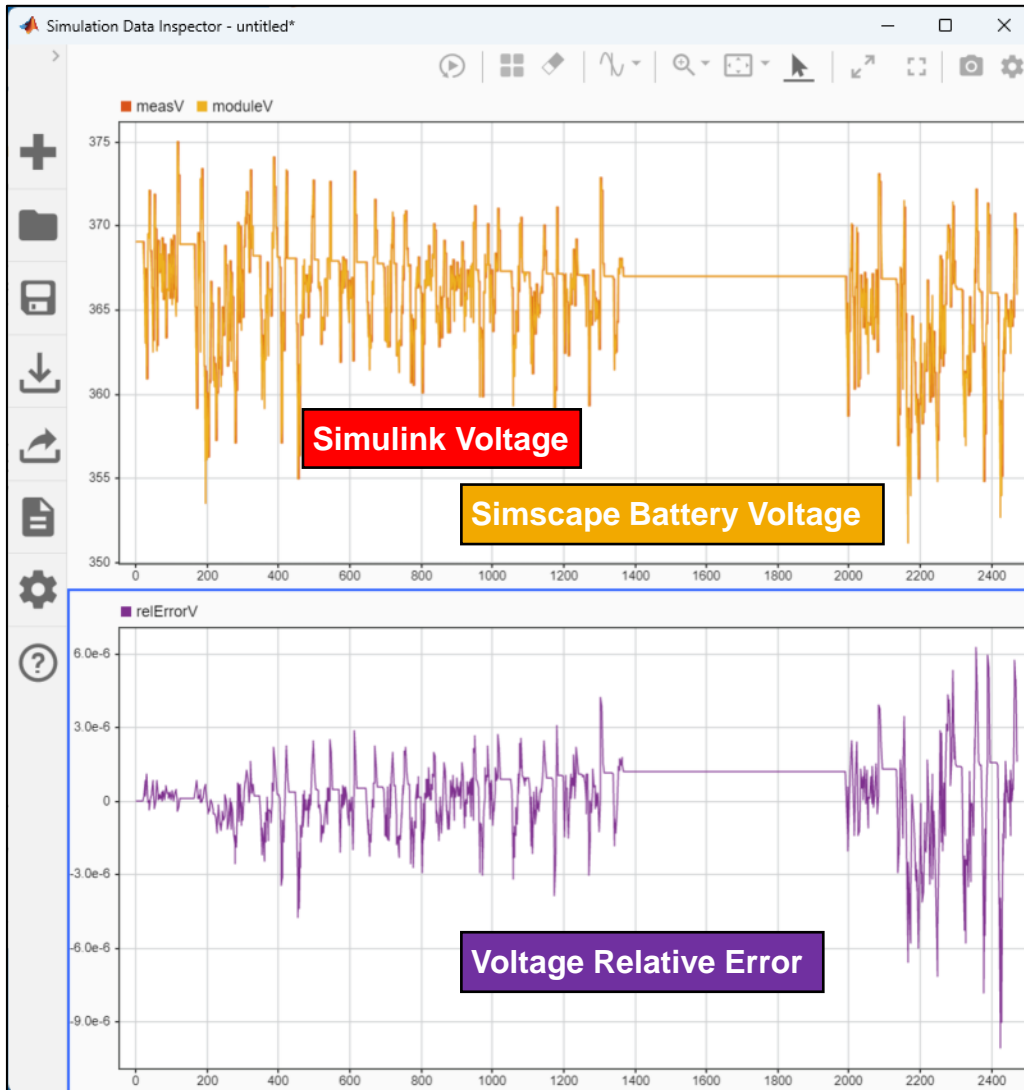 Simulation Data Inspector - untitled*
measV moduleV
375
370
365
360
Simulink Voltage
355
Simscape Battery Voltage
350
0 200 400 600 800 1000 1200 1400 1600 1800 2000 2200 2400
relErrorV
6.0e-6
3.0e-6
0
-3.0e-6
-6.0e-6
Voltage Relative Error
-9.0e-6
0 200 400 600 800 1000 1200 1400 1600 1800 2000 2200 2400